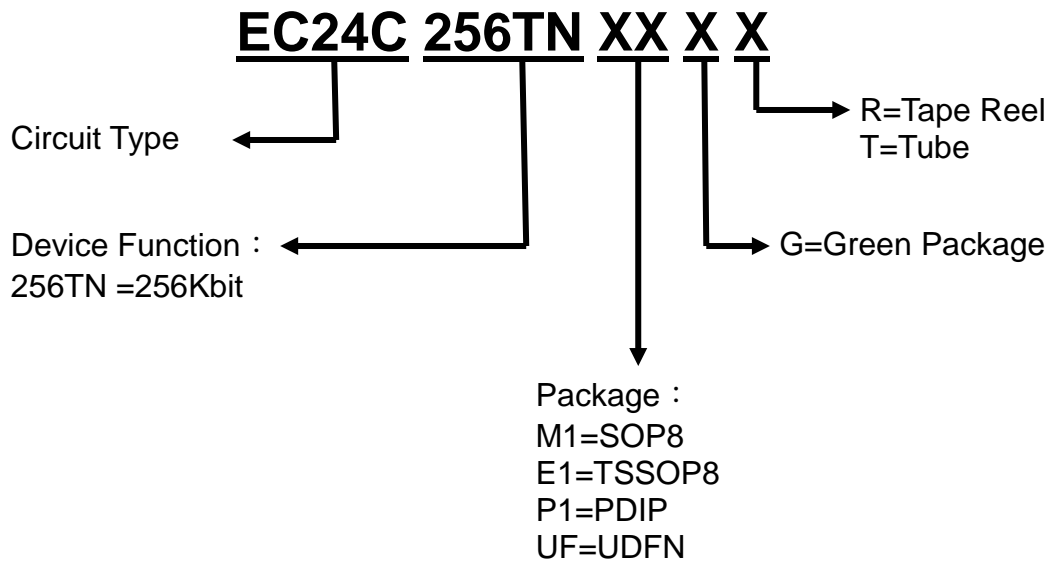 EC24C 256TN XX X X
R=Tape Reel
T=Tube
Circuit Type
Device Function：
256TN =256Kbit
G=Green Package
Package：
M1=SOP8
E1=TSSOP8
P1=PDIP
UF=UDFN